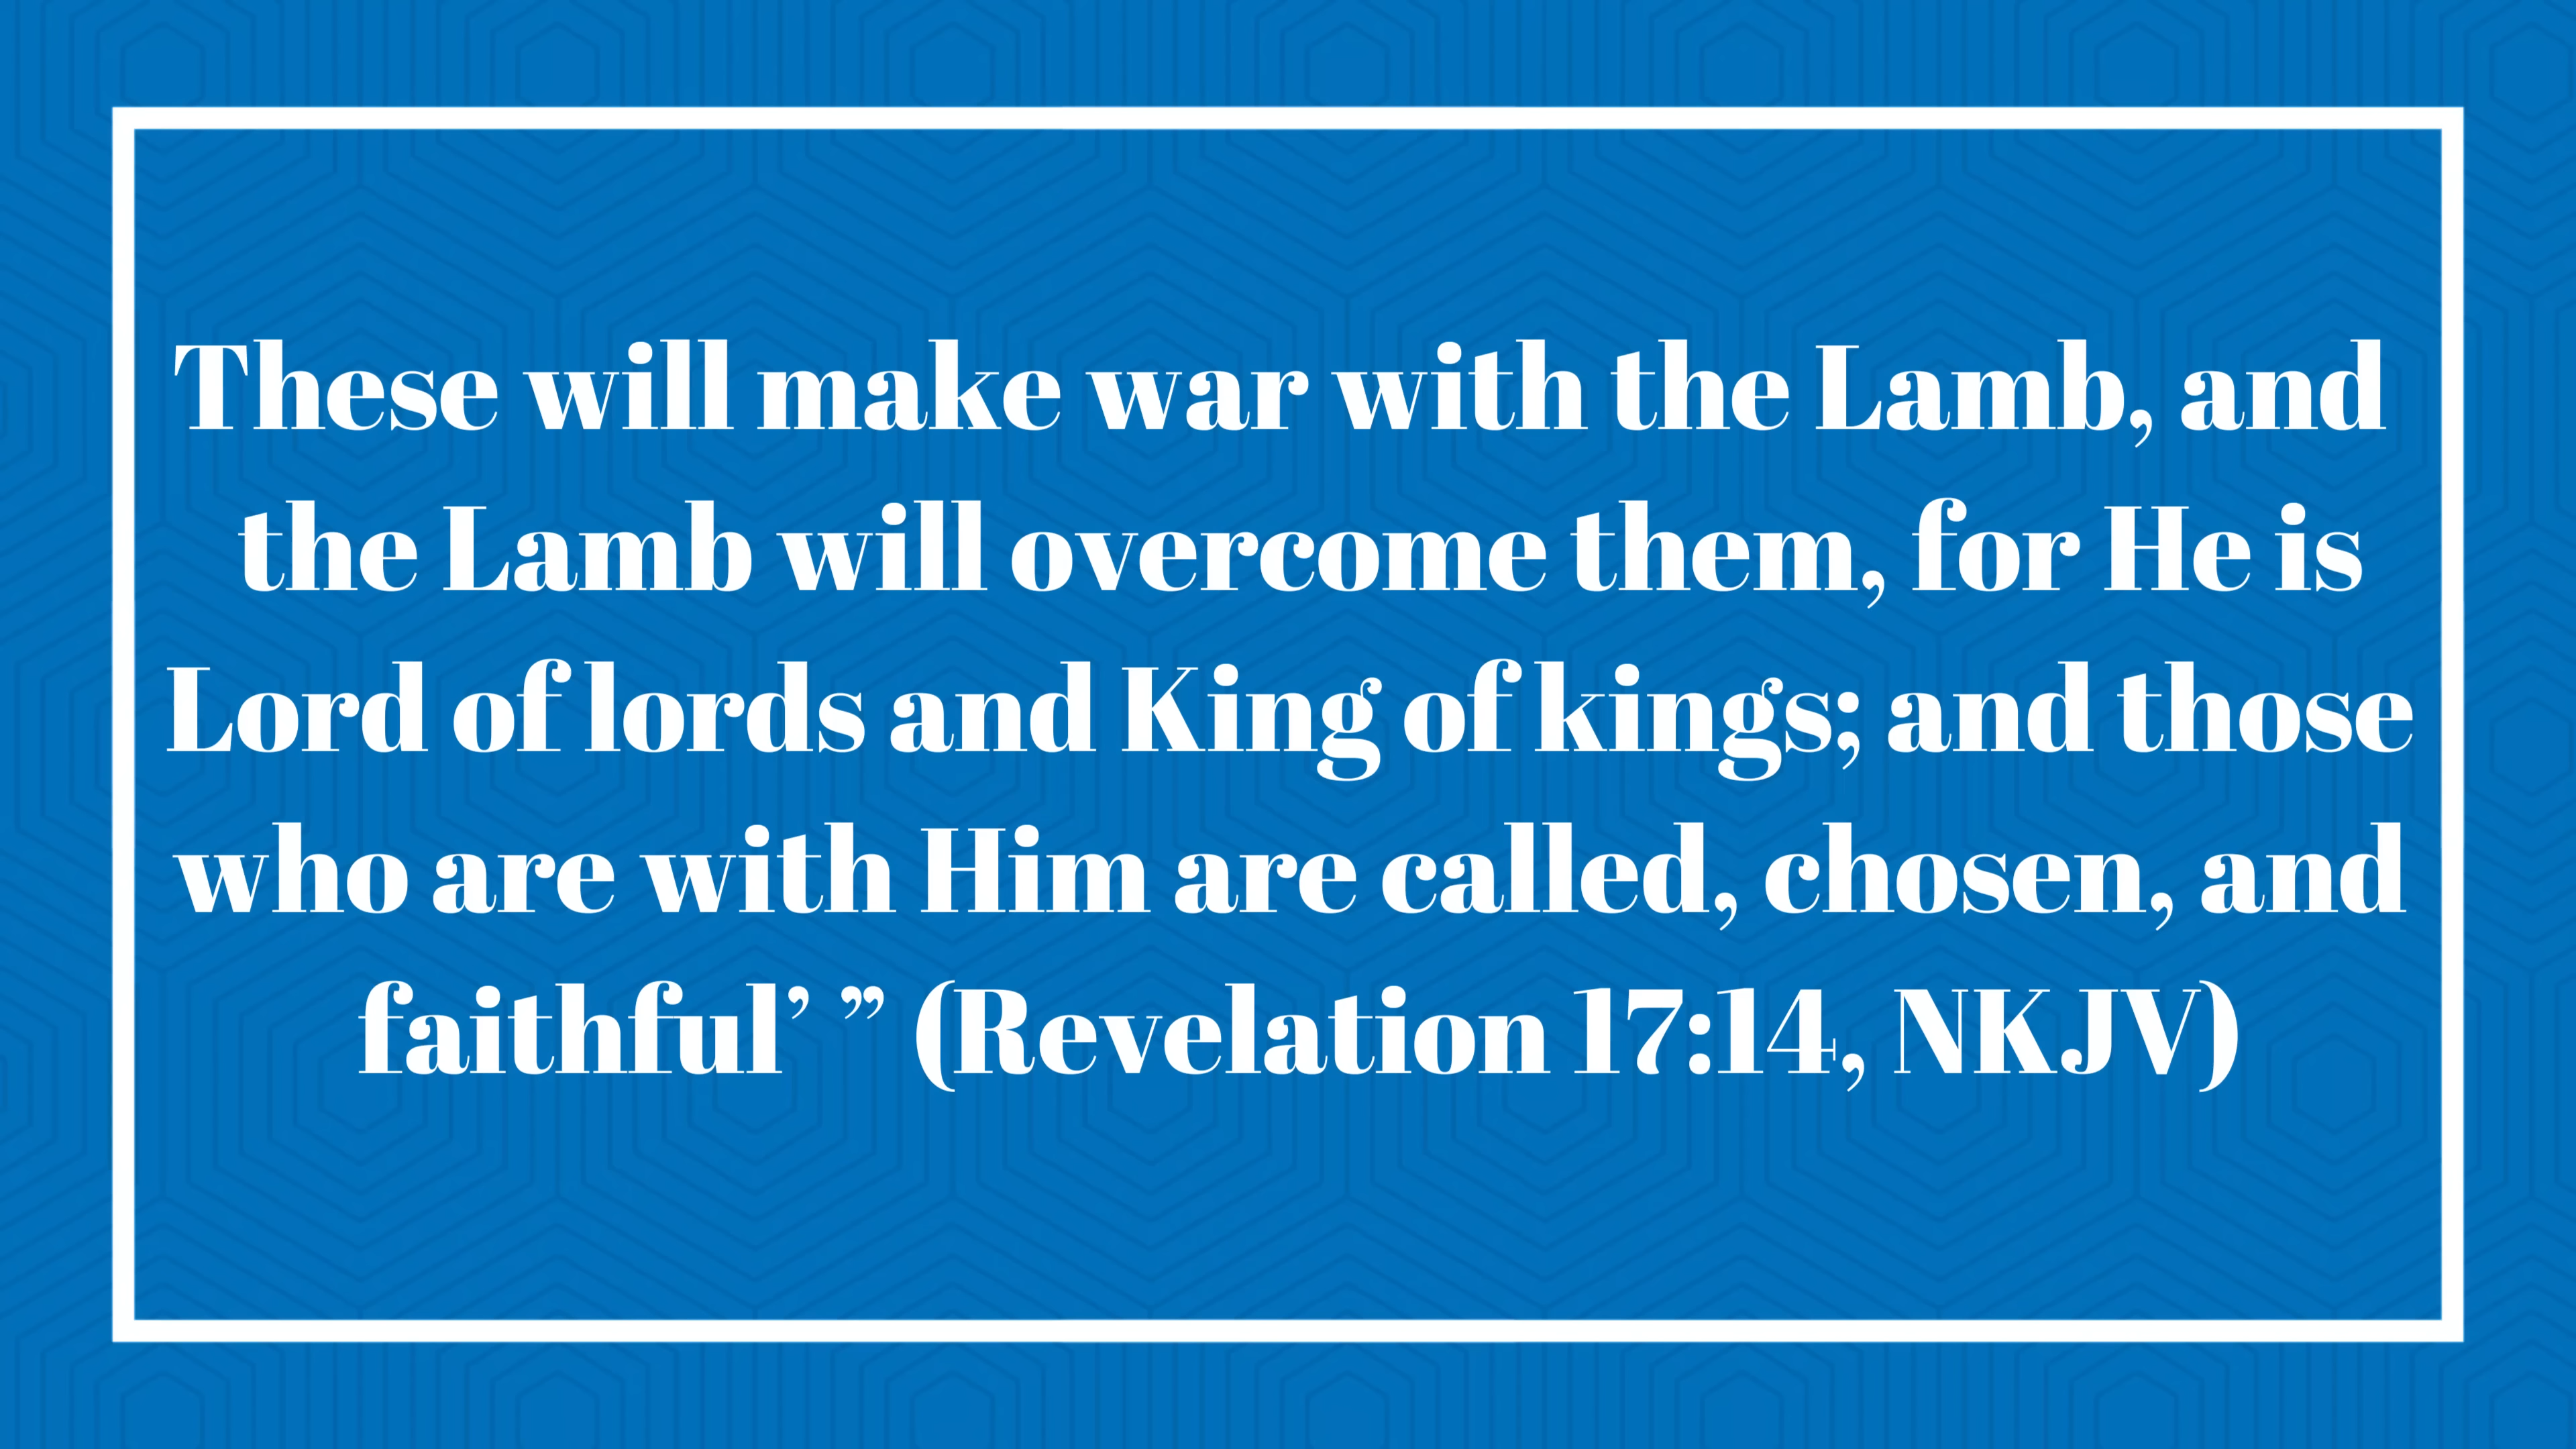 These will make war with the Lamb, and
the Lamb will overcome them, for He is
Lord of lords and King of kings; and those
who are with Him are called, chosen, and
faithful’ ” (Revelation 17:14, NKJV)